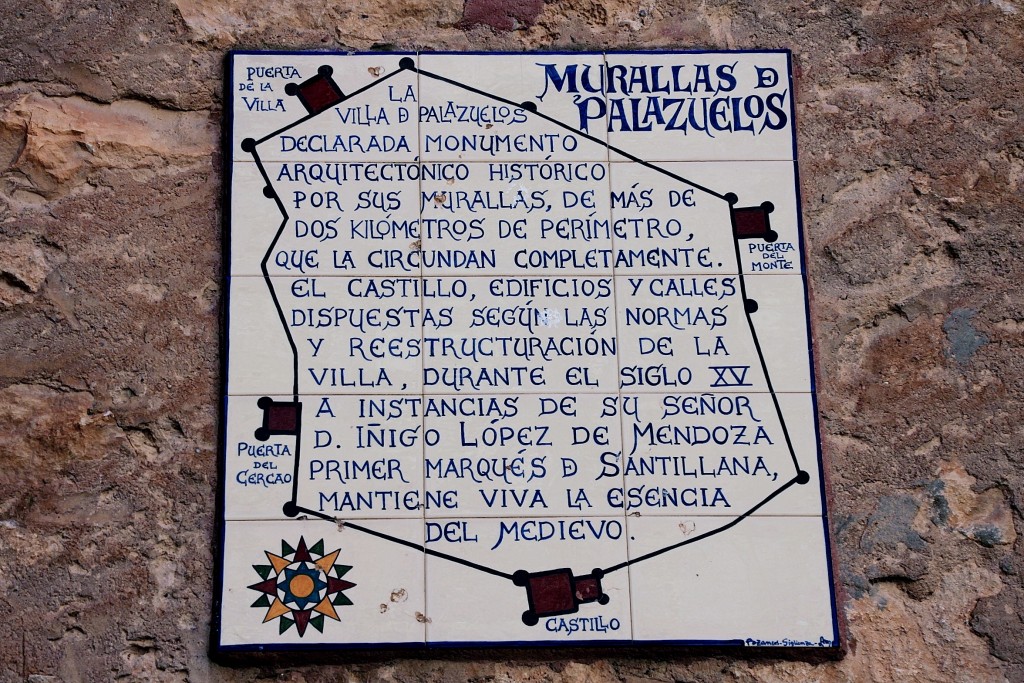 MURALLAS Đ
PALAZUELOS
PUERTA
DE LA
VILLA
LA
VILLA Đ PALAZUELOS
DECLARADA MONUMENTO
ARQUITECTÓNICO HISTÓRICO
POR SUS MURALLAS, DE MÁS DE
DOS KILÓMETROS DE PERÍMETRO,
QUE LA CIRCUNDAN COMPLETAMENTE.
EL CASTILLO, EDIFICIOS Y CALLES
DISPUESTAS SEGÚN LAS NORMAS
Y REESTRUCTURACIÓN DE LA
VILLA, DURANTE EL SIGLO XV
A INSTANCIAS DE SU SEÑOR
D. IÑIGO LÓPEZ DE MENDOZA
PRIMER MARQUÉS Đ SANTILLANA,
MANTIENE VIVA LA ESENCIA
DEL MEDIEVO.
PUERTA
DEL
MONTE
PUERTA
DEL
CERCAO
CASTILLO
Pozancos-Sigüenza-